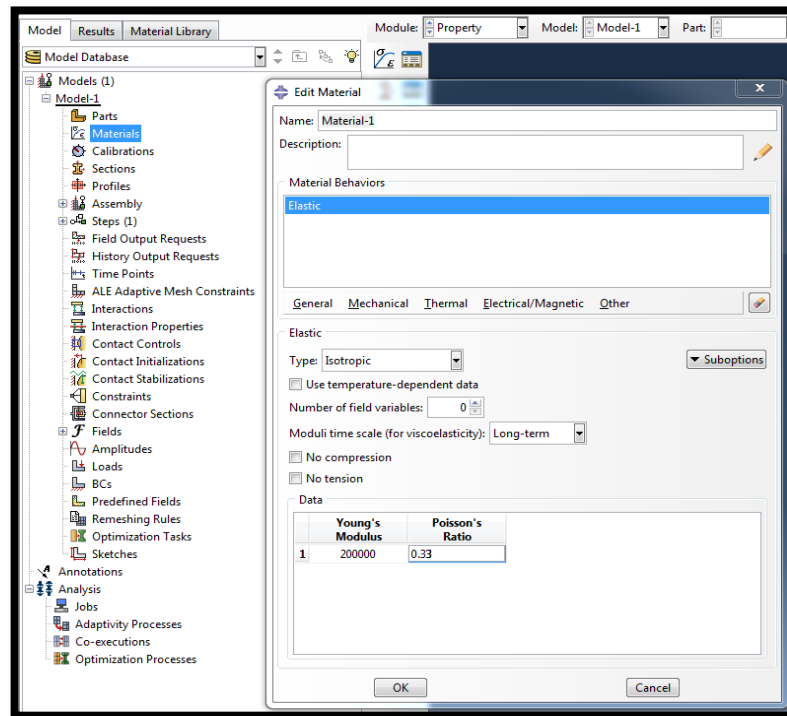 Model Results Material Library
Module: Property Model: Model-1 Part:
Model Database
Models (1)
Model-1
Parts
Materials
Calibrations
Sections
Profiles
Assembly
Steps (1)
Field Output Requests
History Output Requests
Time Points
ALE Adaptive Mesh Constraints
Interactions
Interaction Properties
Contact Controls
Contact Initializations
Contact Stabilizations
Constraints
Connector Sections
Fields
Amplitudes
Loads
BCs
Predefined Fields
Remeshing Rules
Optimization Tasks
Sketches
Annotations
Analysis
Jobs
Adaptivity Processes
Co-executions
Optimization Processes
Edit Material
Name: Material-1
Description:
Material Behaviors
Elastic
General Mechanical Thermal Electrical/Magnetic Other
Elastic
Type: Isotropic Suboptions
Use temperature-dependent data
Number of field variables: 0
Moduli time scale (for viscoelasticity): Long-term
No compression
No tension
Data
Young's Poisson's
Modulus Ratio
1 200000 0.33
OK Cancel